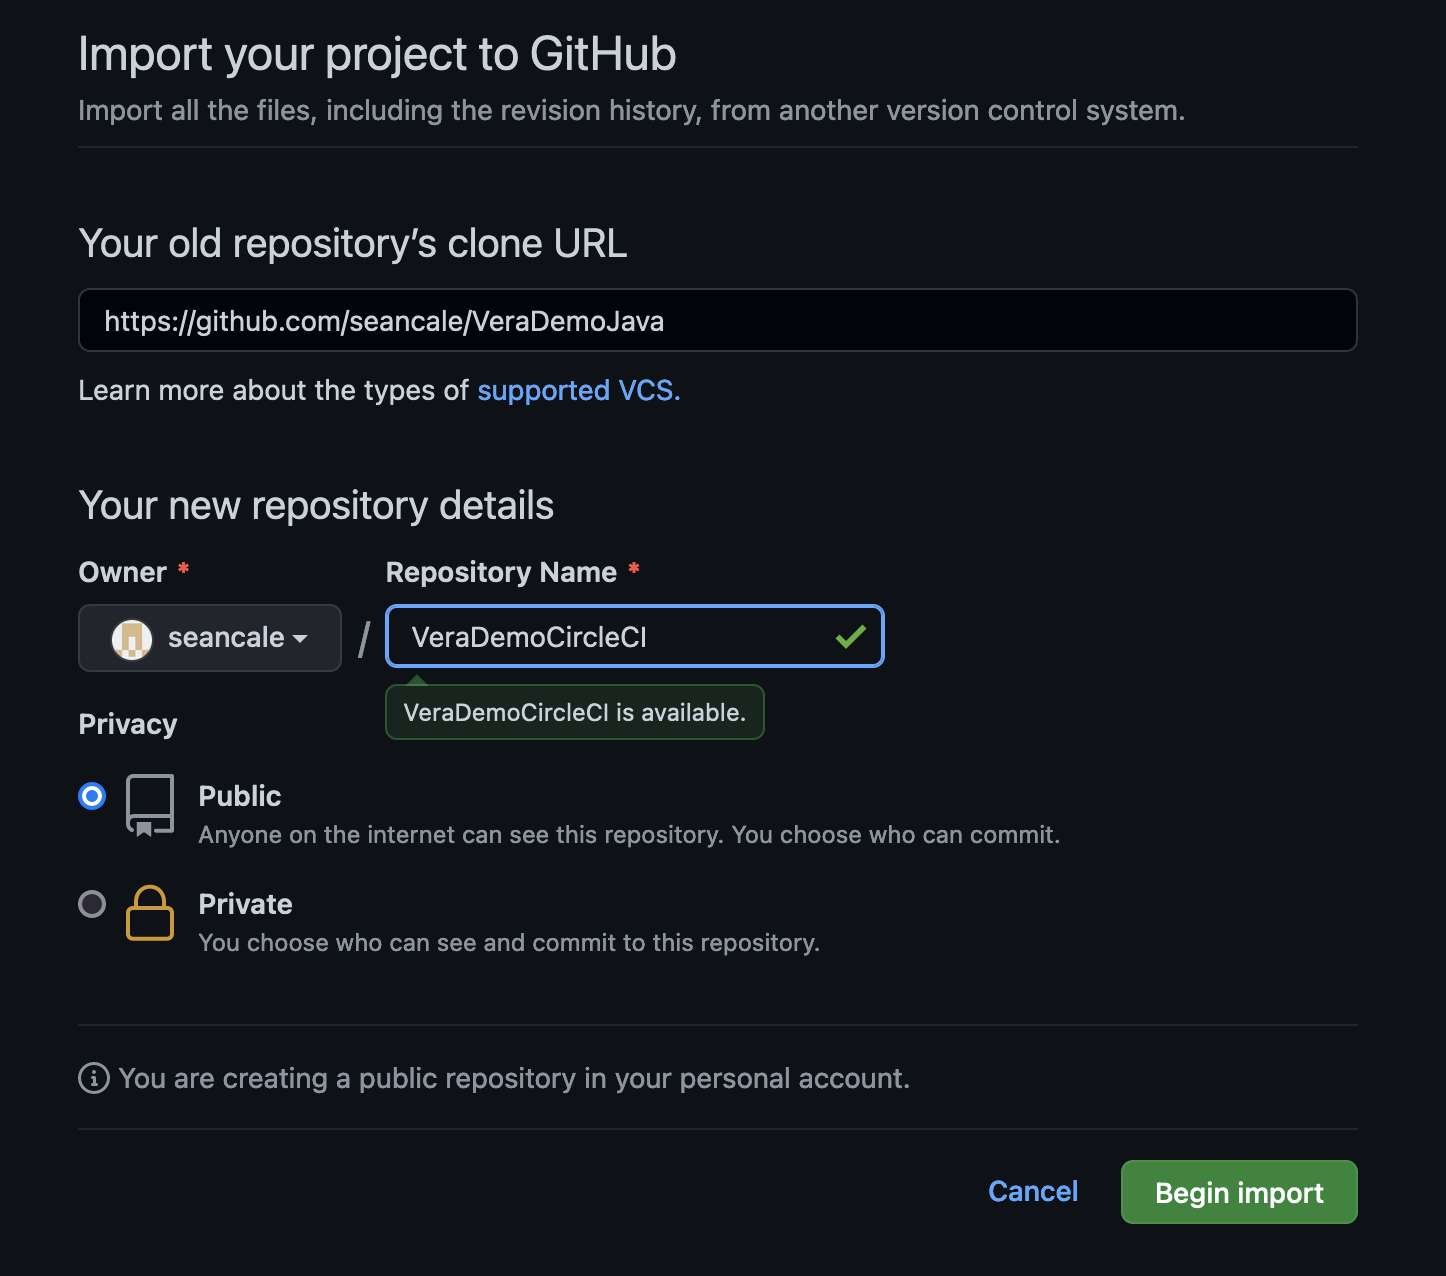 Import your project to GitHub
Import all the files, including the revision history, from another version control system.
Your old repository’s clone URL
https://github.com/seancale/VeraDemoJava
Learn more about the types of supported VCS.
Your new repository details
Owner * Repository Name *
seancale / VeraDemoCircleCI
VeraDemoCircleCI is available.
Privacy
Public
Anyone on the internet can see this repository. You choose who can commit.
Private
You choose who can see and commit to this repository.
You are creating a public repository in your personal account.
Cancel Begin import